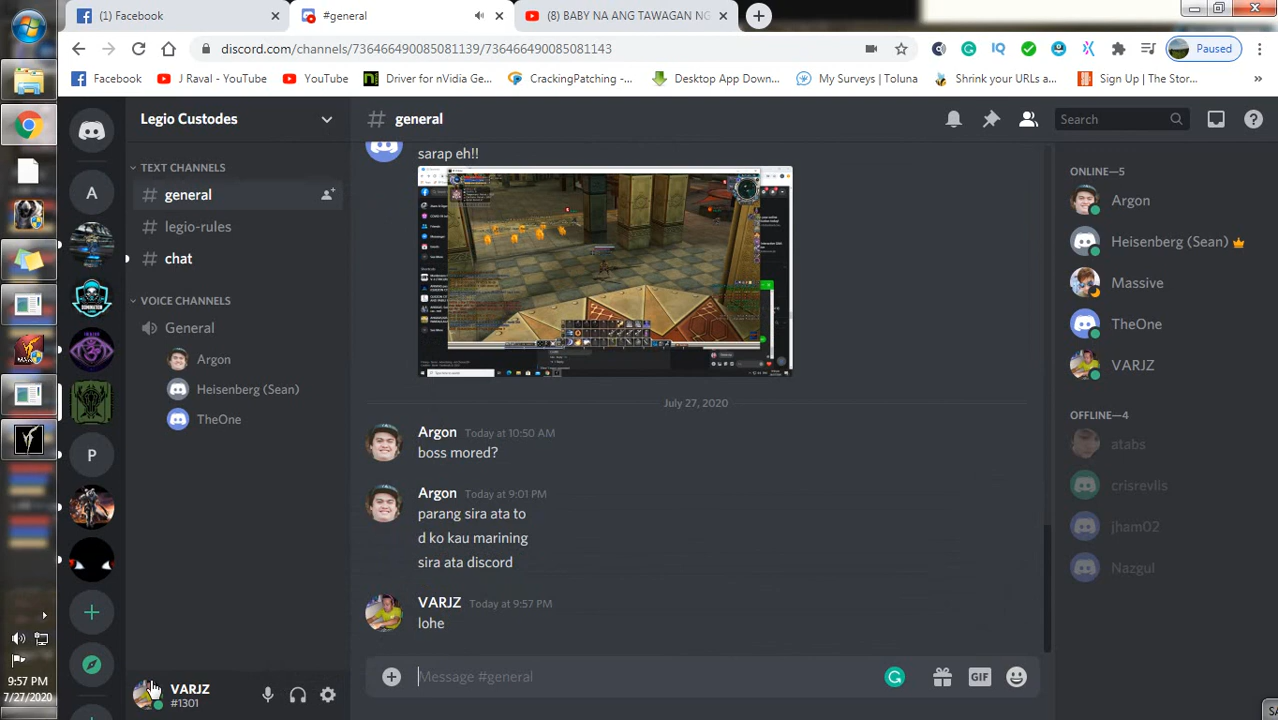 (1) Facebook
#general
(8) BABY NA ANG TAWAGAN NG
discord.com/channels/736466490085081139/736466490085081143
Paused
Facebook
J Raval - YouTube
YouTube
Driver for nVidia Ge...
CrackingPatching -...
Desktop App Down...
My Surveys | Toluna
Shrink your URLs a...
Sign Up | The Stor...
Legio Custodes
general
Search
TEXT CHANNELS
general
legio-rules
chat
VOICE CHANNELS
General
Argon
Heisenberg (Sean)
TheOne
A
P
sarap eh!!
July 27, 2020
Argon Today at 10:50 AM
boss mored?
Argon Today at 9:01 PM
parang sira ata to
d ko kau marining
sira ata discord
VARJZ Today at 9:57 PM
lohe
Message #general
GIF
ONLINE—5
Argon
Heisenberg (Sean)
Massive
TheOne
VARJZ
OFFLINE—4
atabs
crisrevlis
jham02
Nazgul
VARJZ
#1301
9:57 PM
7/27/2020